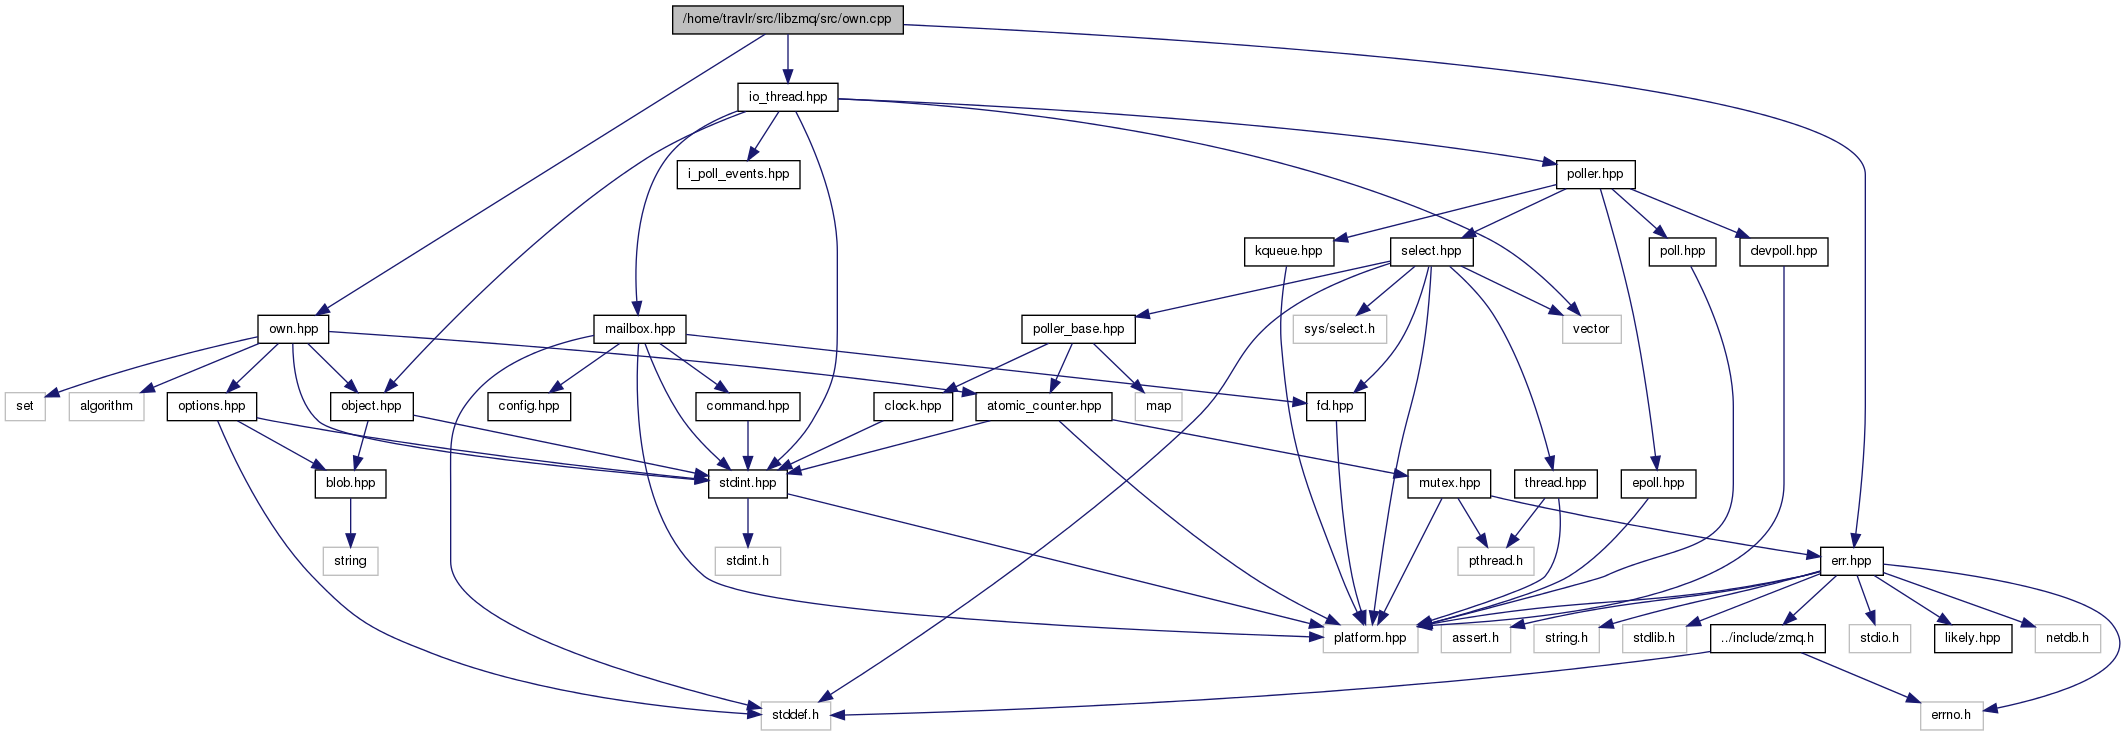 /home/travlr/src/libzmq/src/own.cpp
io_thread.hpp
i_poll_events.hpp
poller.hpp
kqueue.hpp
select.hpp
poll.hpp
devpoll.hpp
own.hpp
mailbox.hpp
poller_base.hpp
sys/select.h
vector
set
algorithm
options.hpp
object.hpp
config.hpp
command.hpp
clock.hpp
atomic_counter.hpp
map
fd.hpp
blob.hpp
stdint.hpp
mutex.hpp
thread.hpp
epoll.hpp
string
stdint.h
pthread.h
err.hpp
platform.hpp
assert.h
string.h
stdlib.h
../include/zmq.h
stdio.h
likely.hpp
netdb.h
stddef.h
errno.h